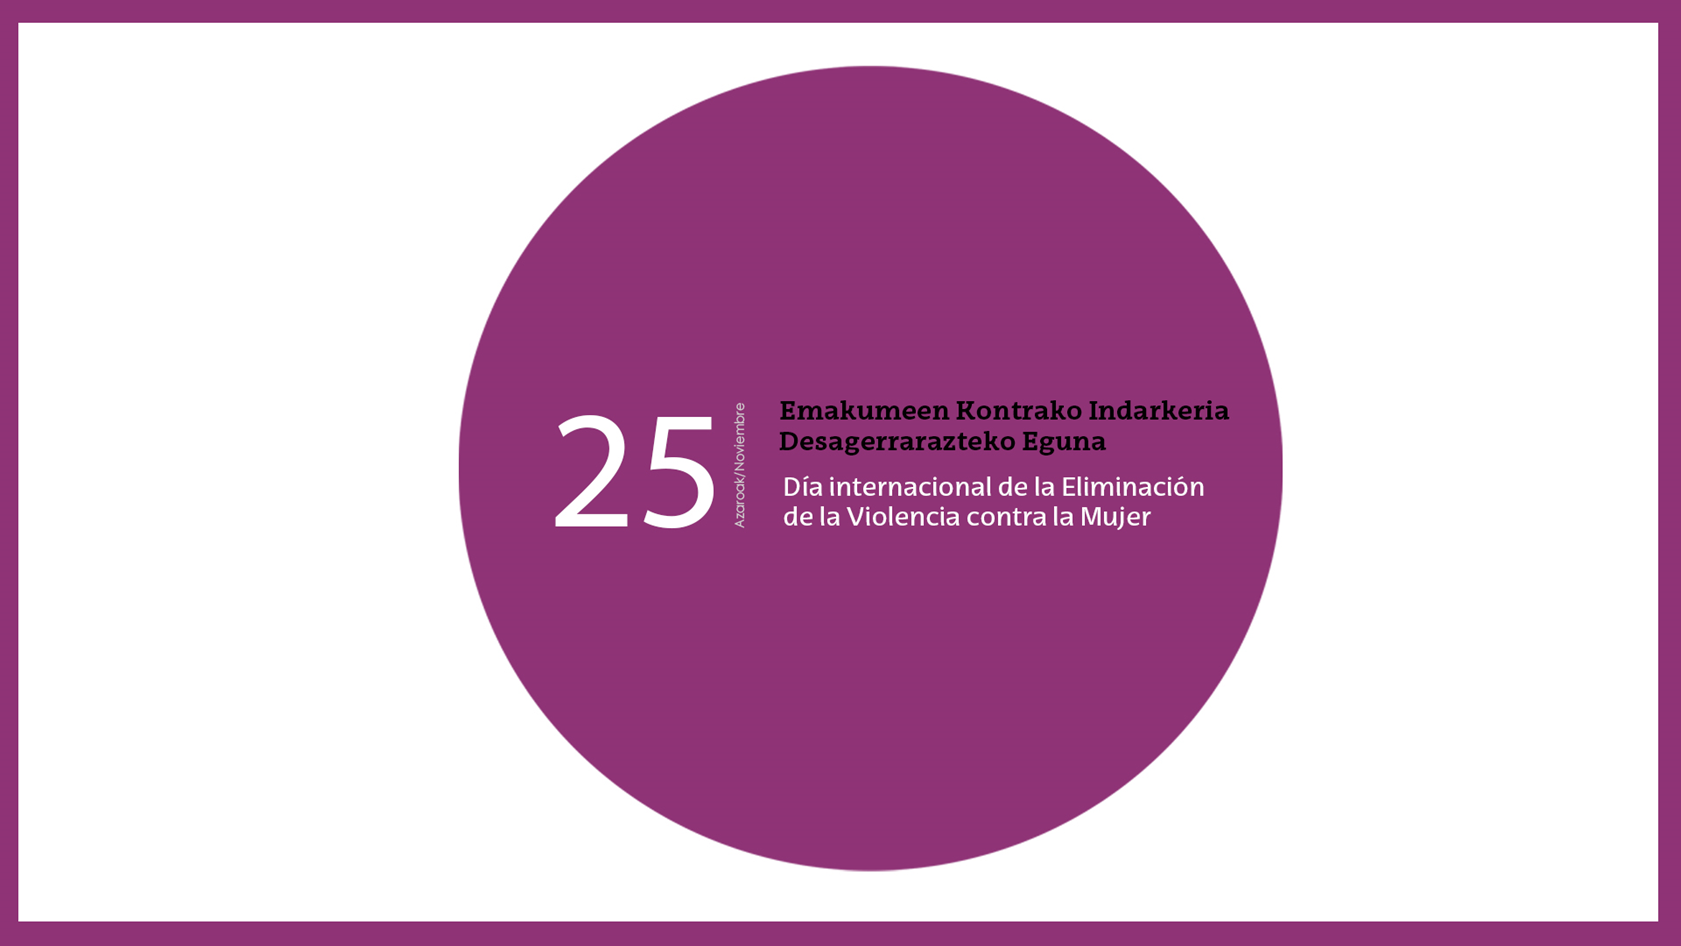 25
Azaroak/Noviembre
Emakumeen Kontrako Indarkeria
Desagerrarazteko Eguna
Día internacional de la Eliminación
de la Violencia contra la Mujer